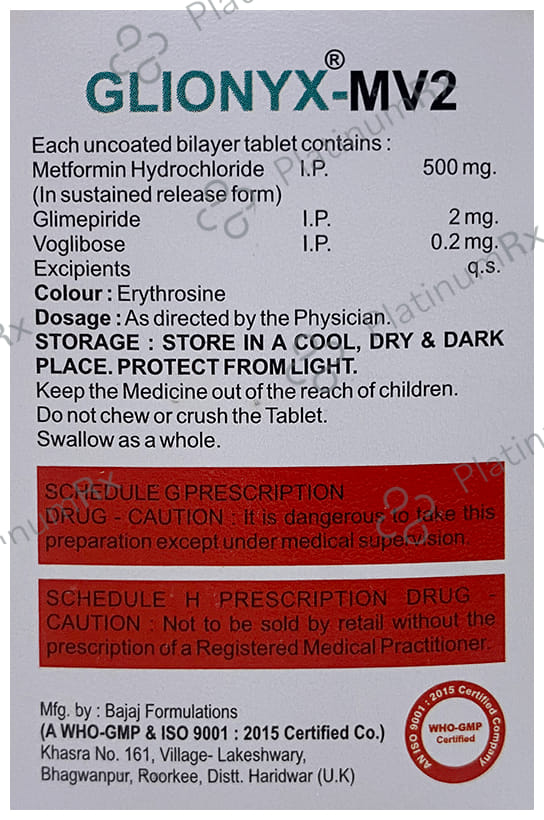 GLIONYX®-MV2
Each uncoated bilayer tablet contains :
Metformin Hydrochloride I.P. 500 mg.
(In sustained release form)
Glimepiride I.P. 2 mg.
Voglibose I.P. 0.2 mg.
Excipients q.s.
Colour : Erythrosine
Dosage : As directed by the Physician.
STORAGE : STORE IN A COOL, DRY & DARK
PLACE. PROTECT FROM LIGHT.
Keep the Medicine out of the reach of children.
Do not chew or crush the Tablet.
Swallow as a whole.
SCHEDULE G PRESCRIPTION
DRUG - CAUTION : It is dangerous to take this
preparation except under medical supervision.
SCHEDULE H PRESCRIPTION DRUG -
CAUTION : Not to be sold by retail without the
prescription of a Registered Medical Practitioner.
Mfg. by : Bajaj Formulations
(A WHO-GMP & ISO 9001 : 2015 Certified Co.)
Khasra No. 161, Village- Lakeshwary,
Bhagwanpur, Roorkee, Distt. Haridwar (U.K)
AN ISO 9001 : 2015 Certified Company
WHO-GMP
Certified
PlatinumRx
PlatinumRx
PlatinumRx
PlatinumRx
PlatinumRx